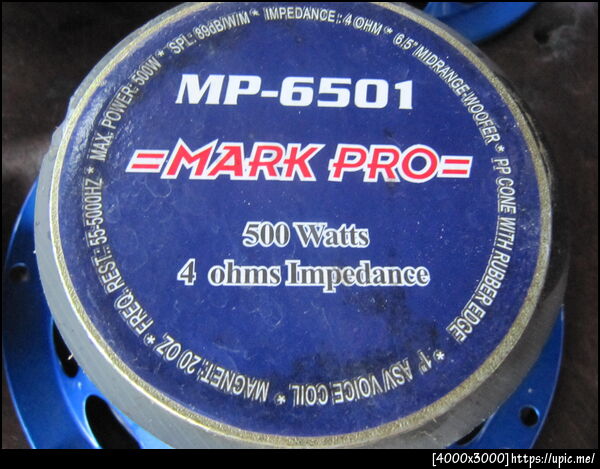 MP-6501
=MARK PRO=
500 Watts
4 ohms Impedance
* FREQ. REST.: 55-5000HZ * MAX. POWER: 500W * SPL: 89dB/W/M * IMPEDANCE: 4 OHM * 6.5" MIDRANGE-WOOFER * PP CONE WITH RUBBER EDGE * 1" ASV VOICE COIL * MAGNET: 20 OZ
[4000x3000]https://upic.me/